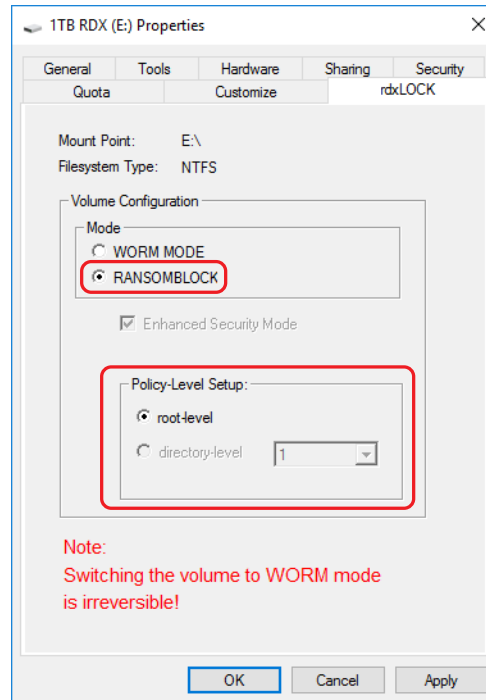 1TB RDX (E:) Properties
General Tools Hardware Sharing Security
Quota Customize rdxLOCK
Mount Point: E:\
Filesystem Type: NTFS
Volume Configuration
Mode
WORM MODE
RANSOMBLOCK
Enhanced Security Mode
Policy-Level Setup:
root-level
directory-level 1
Note:
Switching the volume to WORM mode
is irreversible!
OK Cancel Apply